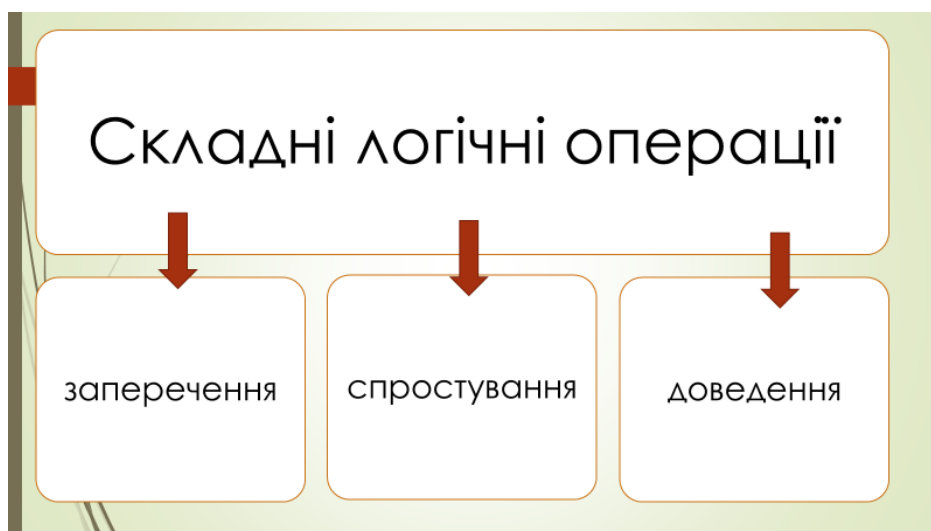 Складні логічні операції
заперечення
спростування
доведення